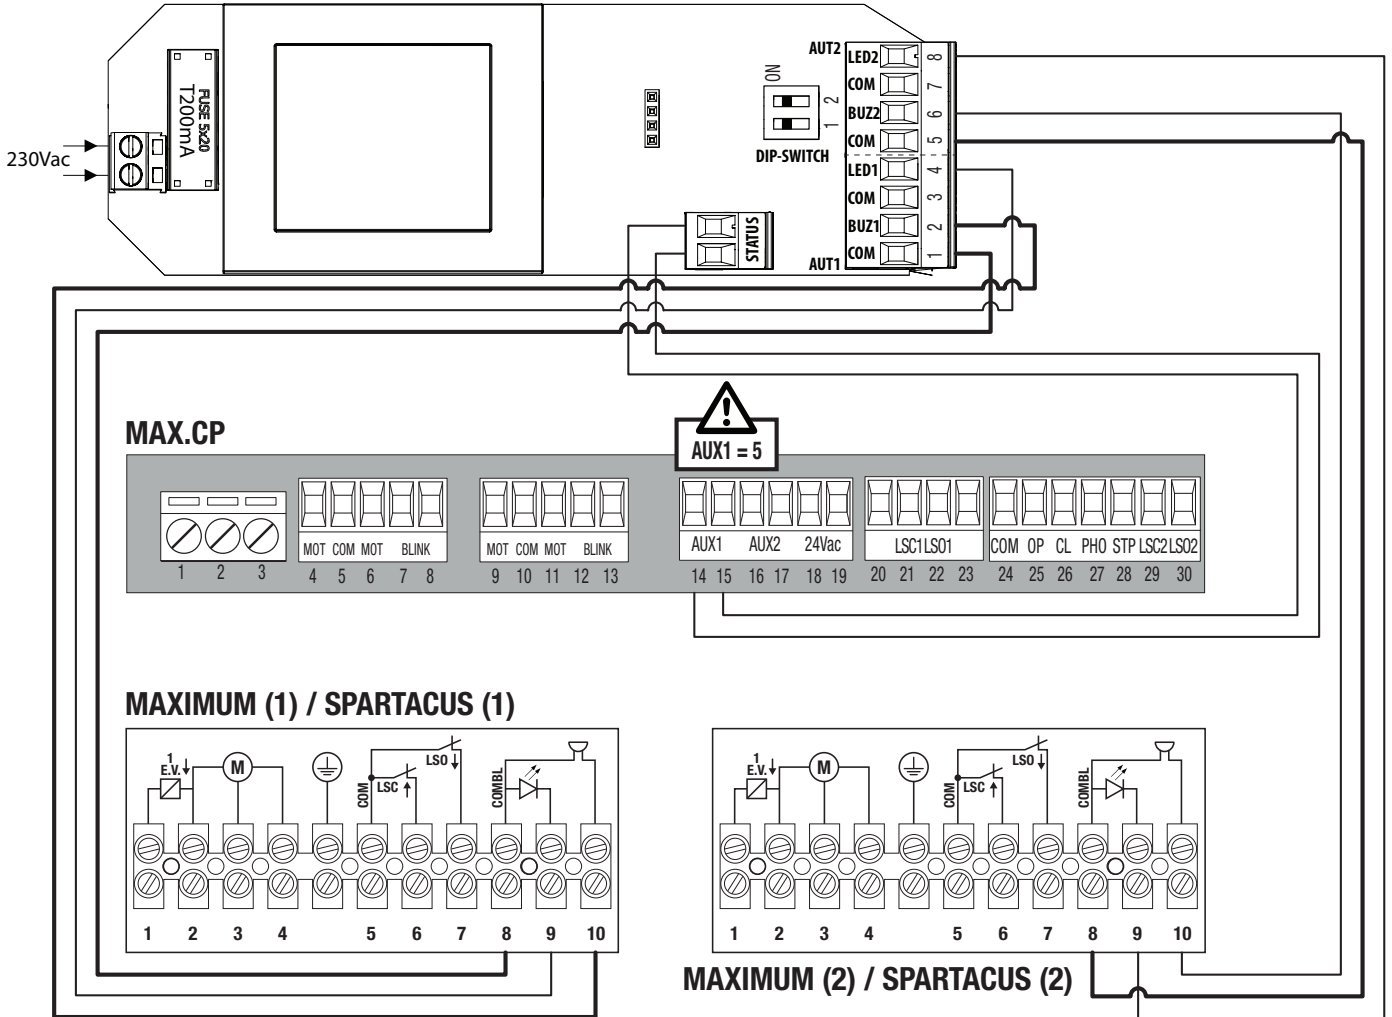 230Vac
FUSE 5x20
T200mA
ON
1 2
DIP-SWITCH
STATUS
AUT2
LED2 8
COM 7
BUZ2 6
COM 5
LED1 4
COM 3
BUZ1 2
COM 1
AUT1
!
AUX1 = 5
MAX.CP
MOT COM MOT BLINK
MOT COM MOT BLINK
AUX1 AUX2 24Vac
LSC1 LSO1
COM OP CL PHO STP LSC2 LSO2
1 2 3 4 5 6 7 8 9 10 11 12 13 14 15 16 17 18 19 20 21 22 23 24 25 26 27 28 29 30
MAXIMUM (1) / SPARTACUS (1)
1
E.V.
M
COM
LSC
LSO
COMBL
1 2 3 4 5 6 7 8 9 10
1
E.V.
M
COM
LSC
LSO
COMBL
1 2 3 4 5 6 7 8 9 10
MAXIMUM (2) / SPARTACUS (2)